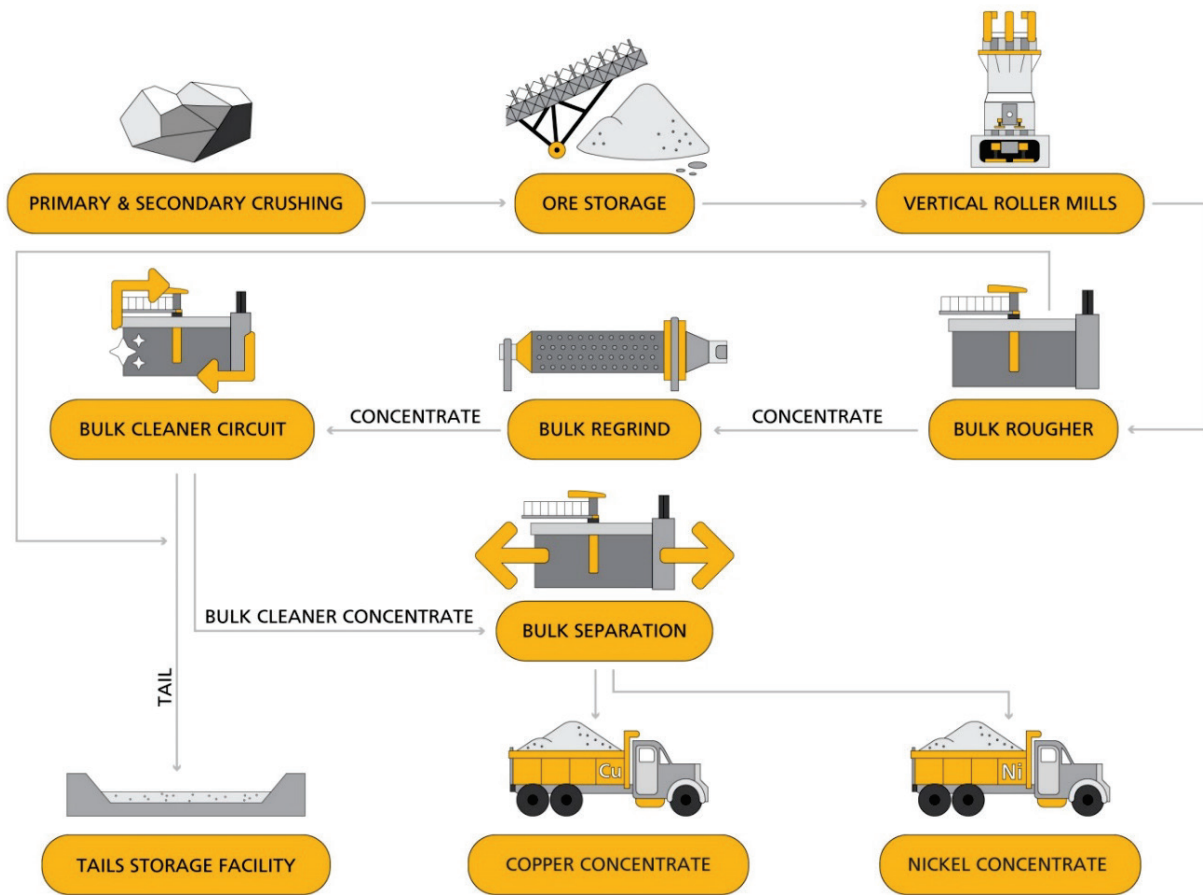 PRIMARY & SECONDARY CRUSHING
ORE STORAGE
VERTICAL ROLLER MILLS
BULK CLEANER CIRCUIT
CONCENTRATE
BULK REGRIND
CONCENTRATE
BULK ROUGHER
BULK CLEANER CONCENTRATE
BULK SEPARATION
TAIL
Cu
Ni
TAILS STORAGE FACILITY
COPPER CONCENTRATE
NICKEL CONCENTRATE